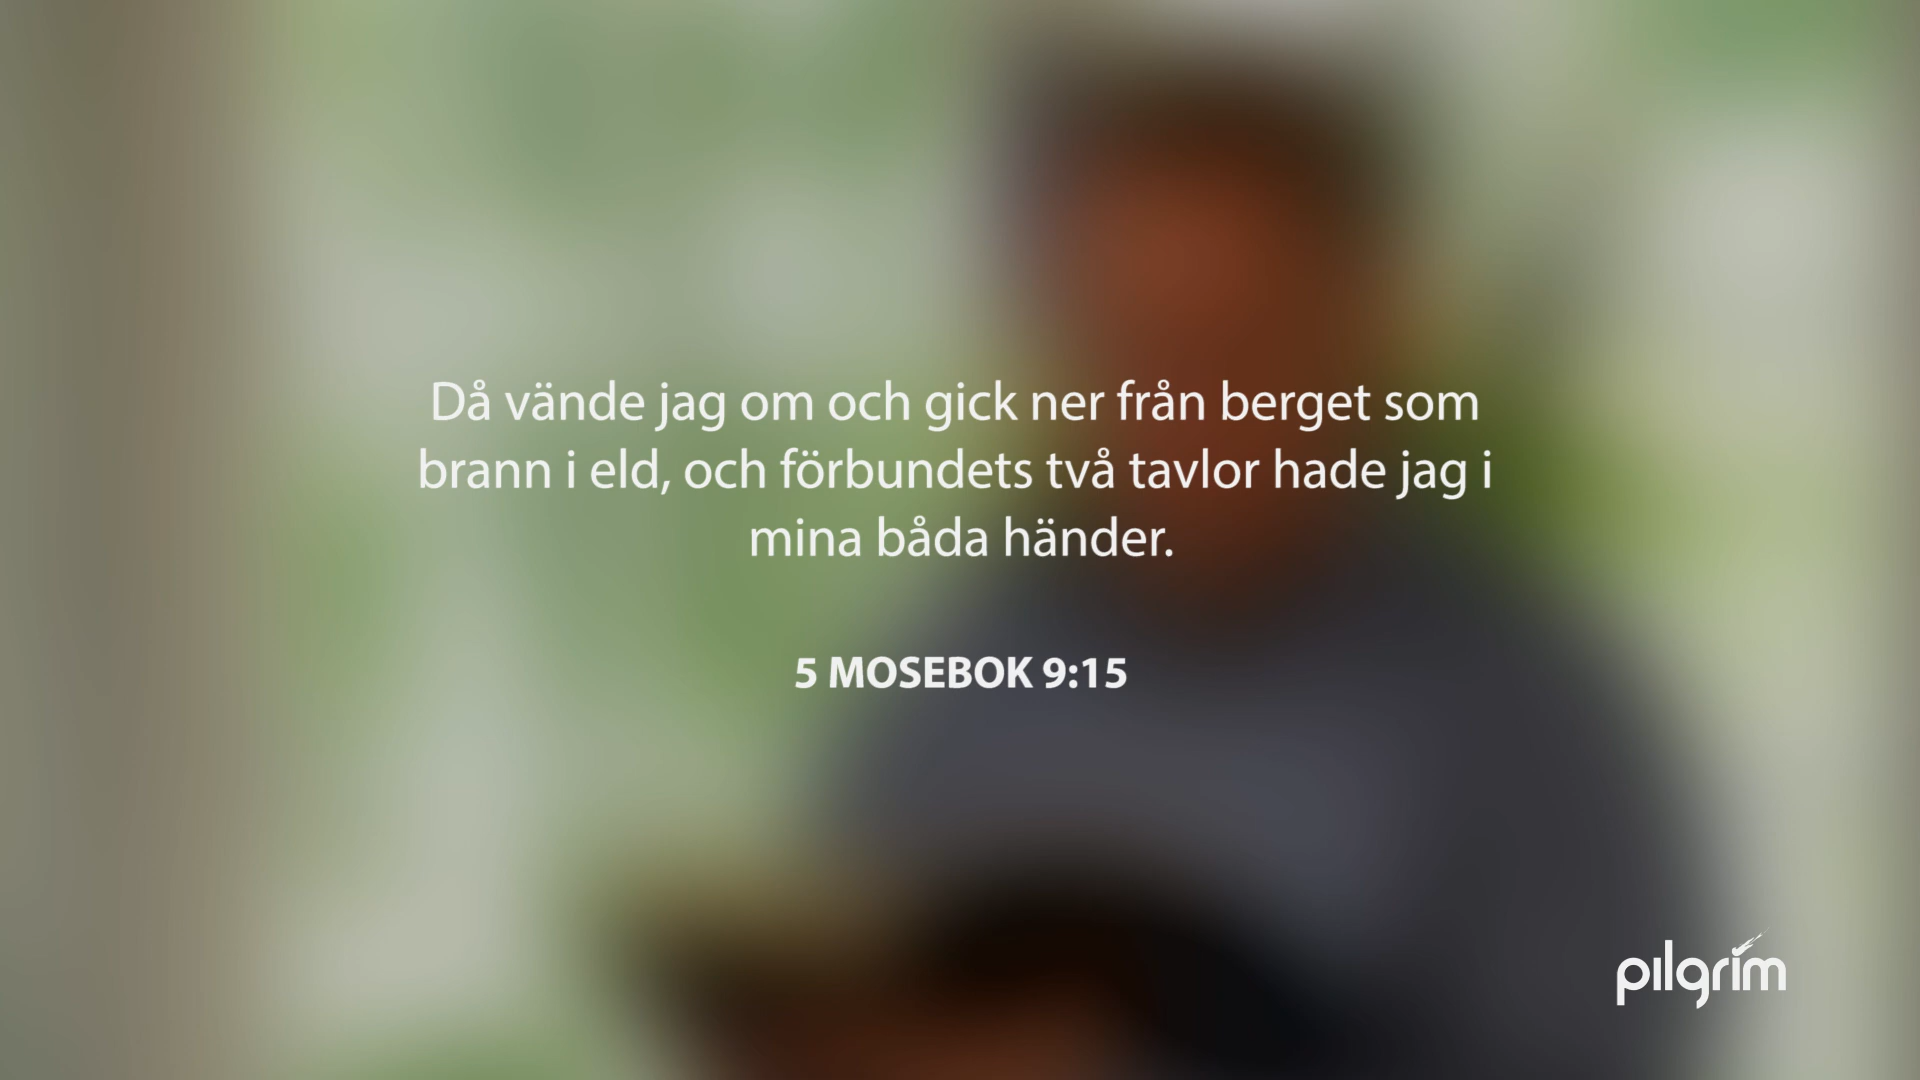 Då vände jag om och gick ner från berget som
brann i eld, och förbundets två tavlor hade jag i
mina båda händer.
5 MOSEBOK 9:15
pilgrim